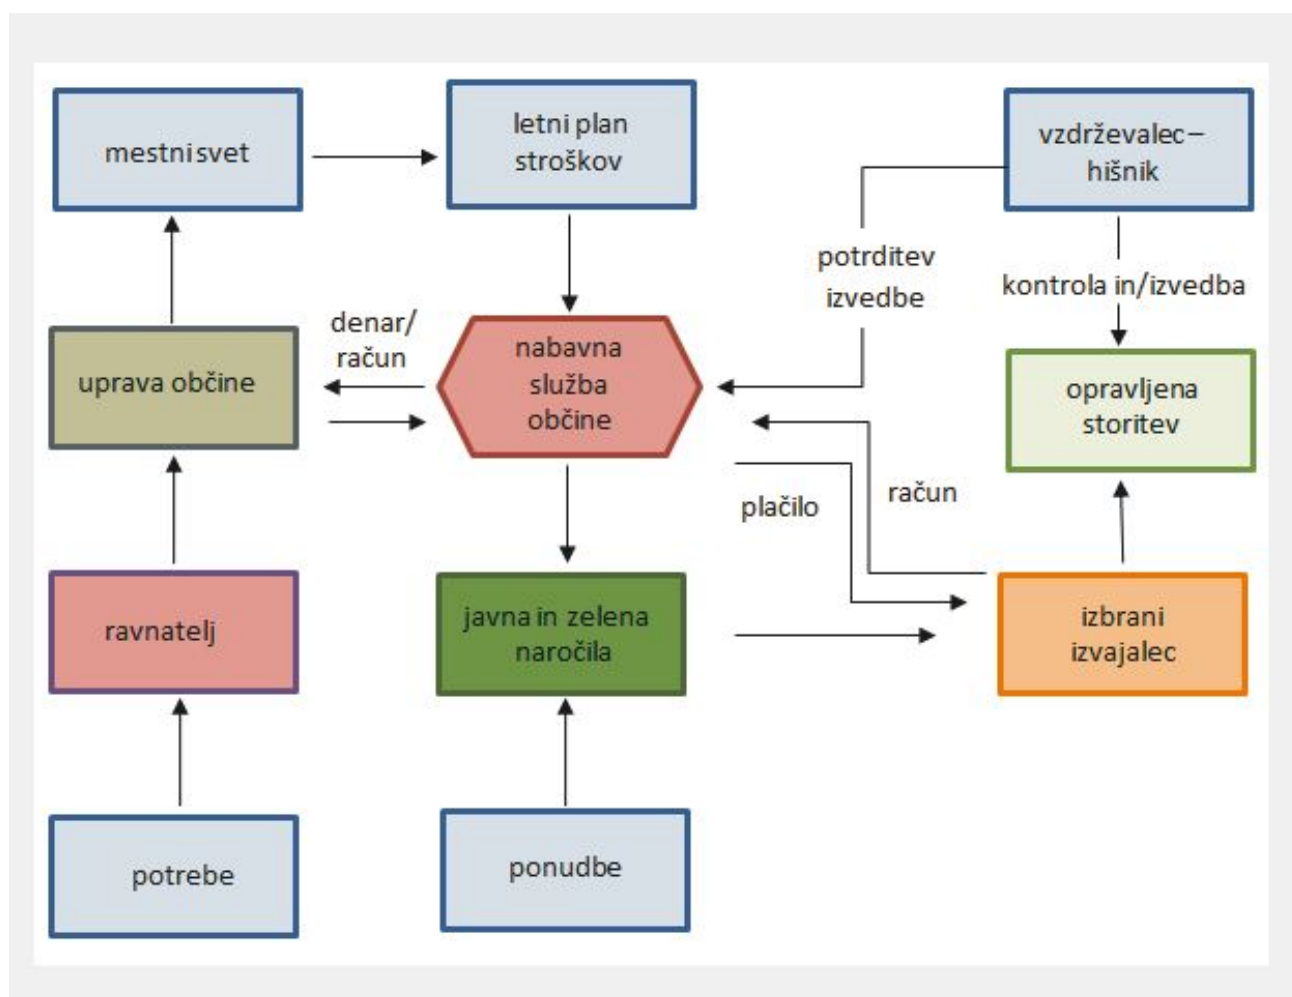 mestni svet
letni plan
stroškov
vzdrževalec–
hišnik
potrditev
izvedbe
kontrola in/izvedba
denar/
račun
uprava občine
nabavna
služba
občine
opravljena
storitev
plačilo
račun
ravnatelj
javna in zelena
naročila
izbrani
izvajalec
potrebe
ponudbe